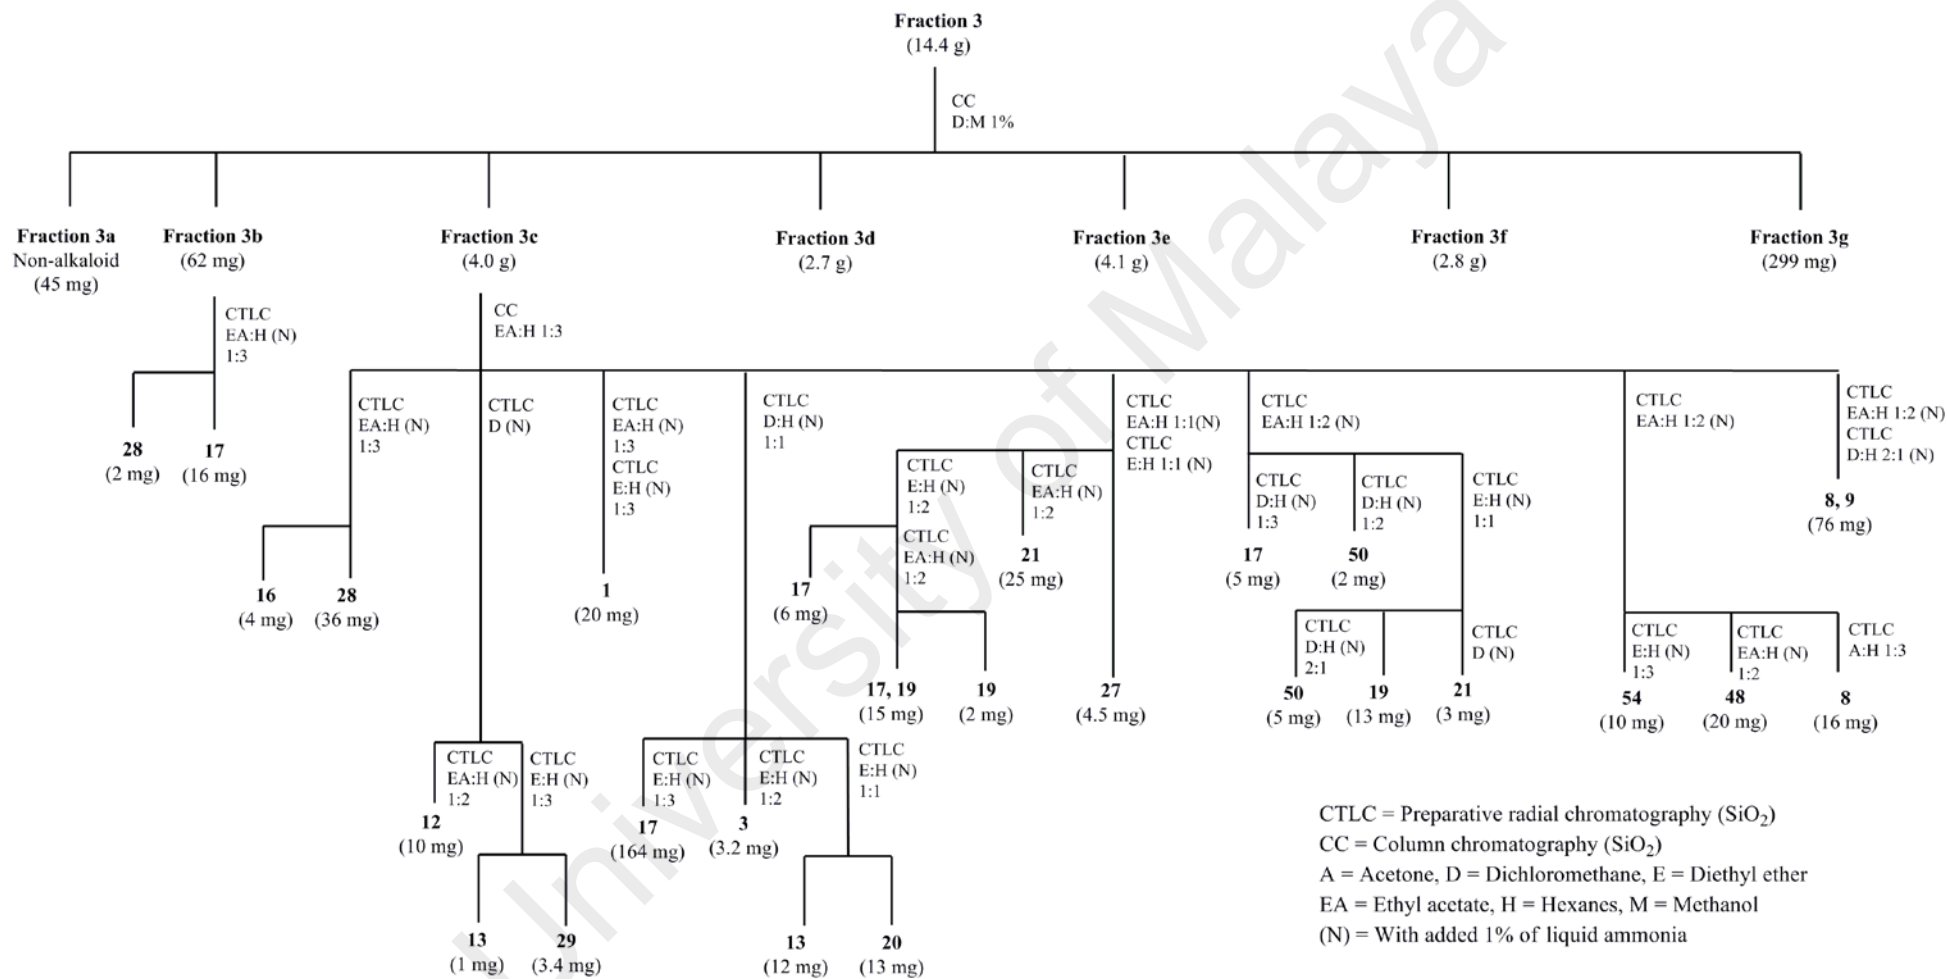 Fraction 3
(14.4 g)
CC
D:M 1%
Fraction 3a
Non-alkaloid
(45 mg)
Fraction 3b
(62 mg)
Fraction 3c
(4.0 g)
Fraction 3d
(2.7 g)
Fraction 3e
(4.1 g)
Fraction 3f
(2.8 g)
Fraction 3g
(299 mg)
CTLC
EA:H (N)
1:3
28
(2 mg)
17
(16 mg)
CC
EA:H 1:3
CTLC
EA:H (N)
1:3
16
(4 mg)
28
(36 mg)
CTLC
D (N)
CTLC
EA:H (N)
1:2
12
(10 mg)
CTLC
E:H (N)
1:3
13
(1 mg)
29
(3.4 mg)
CTLC
EA:H (N)
1:3
CTLC
E:H (N)
1:3
1
(20 mg)
CTLC
D:H (N)
1:1
CTLC
E:H (N)
1:3
17
(164 mg)
CTLC
E:H (N)
1:2
3
(3.2 mg)
CTLC
E:H (N)
1:1
13
(12 mg)
20
(13 mg)
CTLC
EA:H 1:1(N)
CTLC
E:H 1:1 (N)
CTLC
E:H (N)
1:2
17
(6 mg)
CTLC
EA:H (N)
1:2
17, 19
(15 mg)
19
(2 mg)
CTLC
EA:H (N)
1:2
21
(25 mg)
27
(4.5 mg)
CTLC
EA:H 1:2 (N)
CTLC
D:H (N)
1:3
17
(5 mg)
CTLC
D:H (N)
1:2
50
(2 mg)
CTLC
E:H (N)
1:1
CTLC
D:H (N)
2:1
50
(5 mg)
19
(13 mg)
CTLC
D (N)
21
(3 mg)
CTLC
EA:H 1:2 (N)
CTLC
E:H (N)
1:3
54
(10 mg)
CTLC
EA:H (N)
1:2
48
(20 mg)
CTLC
A:H 1:3
8
(16 mg)
CTLC
EA:H 1:2 (N)
CTLC
D:H 2:1 (N)
8, 9
(76 mg)
CTLC = Preparative radial chromatography (SiO₂)
CC = Column chromatography (SiO₂)
A = Acetone, D = Dichloromethane, E = Diethyl ether
EA = Ethyl acetate, H = Hexanes, M = Methanol
(N) = With added 1% of liquid ammonia
University of Malaya